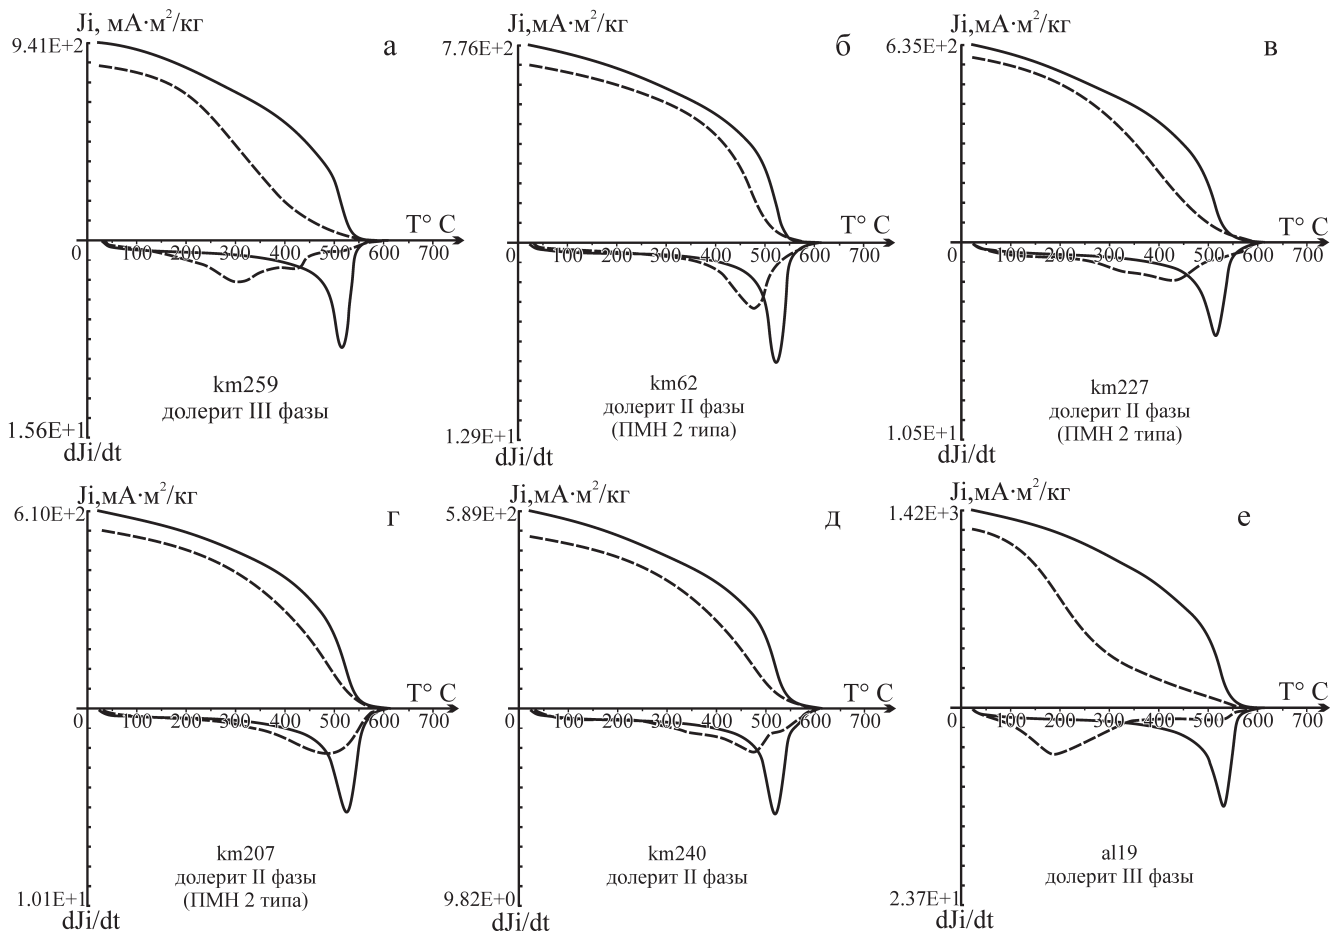 Ji, мА·м²/кг
а
9.41E+2
T° C
0 100 200 300 400 500 600 700
km259
долерит III фазы
1.56E+1
dJi/dt
Ji,мА·м²/кг
б
7.76E+2
T° C
0 100 200 300 400 500 600 700
km62
долерит II фазы
(ПМН 2 типа)
1.29E+1
dJi/dt
Ji,мА·м²/кг
в
6.35E+2
T° C
0 100 200 300 400 500 600 700
km227
долерит II фазы
(ПМН 2 типа)
1.05E+1
dJi/dt
Ji,мА·м²/кг
г
6.10E+2
T° C
0 100 200 300 400 500 600 700
km207
долерит II фазы
(ПМН 2 типа)
1.01E+1
dJi/dt
Ji,мА·м²/кг
д
5.89E+2
T° C
0 100 200 300 400 500 600 700
km240
долерит II фазы
9.82E+0
dJi/dt
Ji,мА·м²/кг
е
1.42E+3
T° C
0 100 200 300 400 500 600 700
al19
долерит III фазы
2.37E+1
dJi/dt